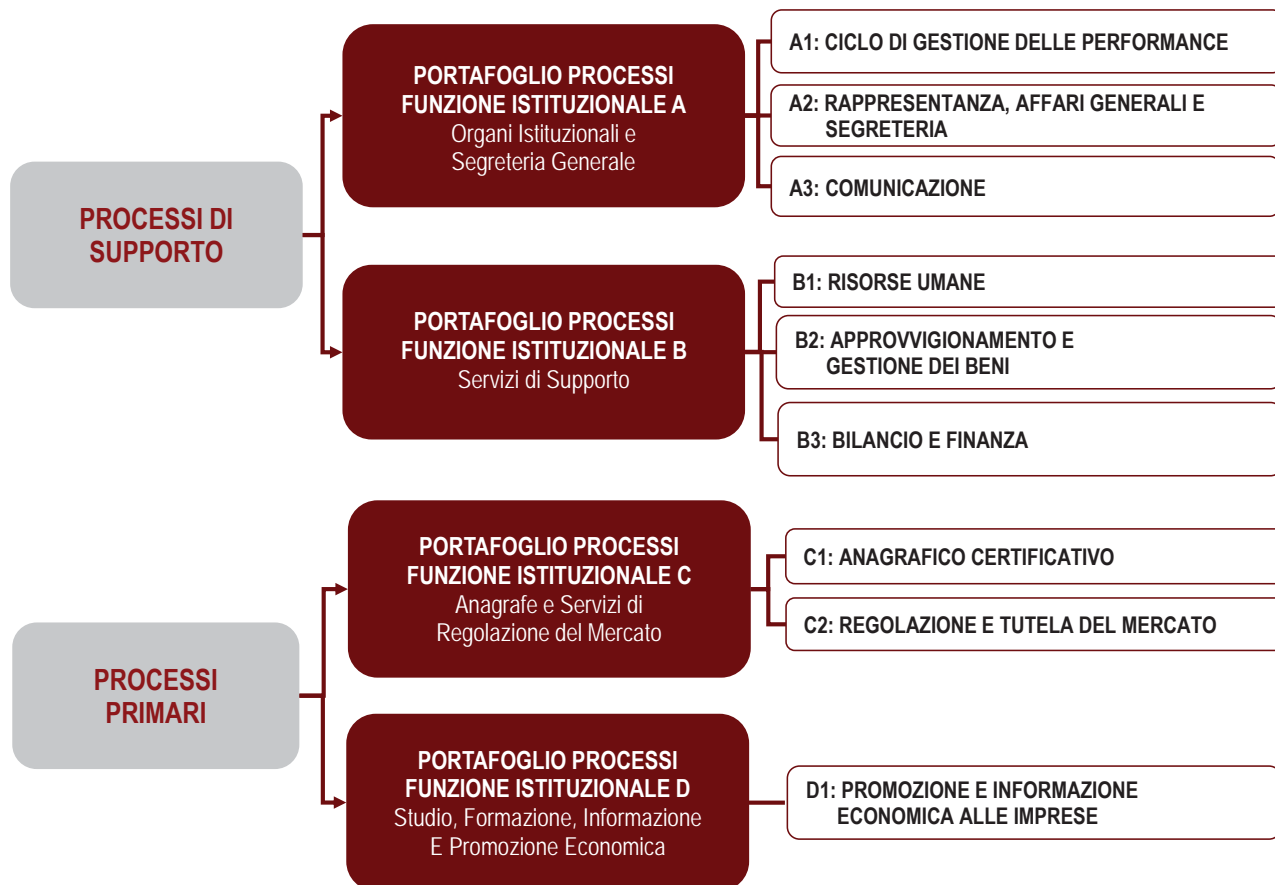 PROCESSI DI
SUPPORTO
PORTAFOGLIO PROCESSI
FUNZIONE ISTITUZIONALE A
Organi Istituzionali e
Segreteria Generale
A1: CICLO DI GESTIONE DELLE PERFORMANCE
A2: RAPPRESENTANZA, AFFARI GENERALI E
SEGRETERIA
A3: COMUNICAZIONE
PORTAFOGLIO PROCESSI
FUNZIONE ISTITUZIONALE B
Servizi di Supporto
B1: RISORSE UMANE
B2: APPROVVIGIONAMENTO E
GESTIONE DEI BENI
B3: BILANCIO E FINANZA
PROCESSI
PRIMARI
PORTAFOGLIO PROCESSI
FUNZIONE ISTITUZIONALE C
Anagrafe e Servizi di
Regolazione del Mercato
C1: ANAGRAFICO CERTIFICATIVO
C2: REGOLAZIONE E TUTELA DEL MERCATO
PORTAFOGLIO PROCESSI
FUNZIONE ISTITUZIONALE D
Studio, Formazione, Informazione
E Promozione Economica
D1: PROMOZIONE E INFORMAZIONE
ECONOMICA ALLE IMPRESE